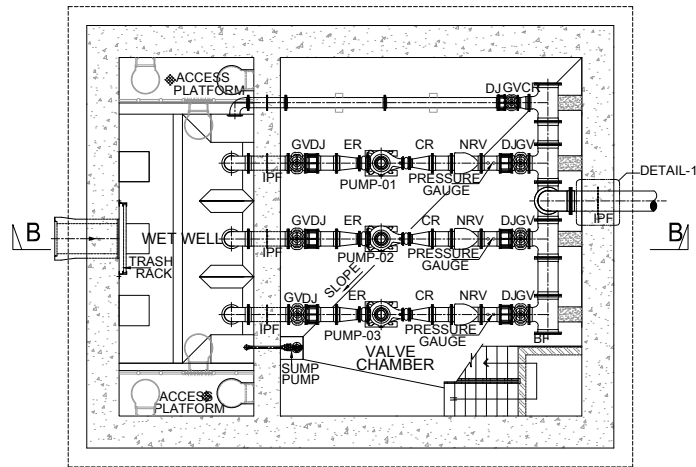 ACCESS
PLATFORM
DJ GV CR
GV DJ
ER
CR
NRV
DJ GV
IPF
PUMP-01
PRESSURE
GAUGE
DETAIL-1
IPF
B
B
WET WELL
TRASH
RACK
GV DJ
ER
CR
NRV
DJ GV
IPF
PUMP-02
PRESSURE
GAUGE
SLOPE
GV DJ
ER
CR
NRV
DJ GV
IPF
PUMP-03
PRESSURE
GAUGE
BF
VALVE
CHAMBER
SUMP
PUMP
ACCESS
PLATFORM